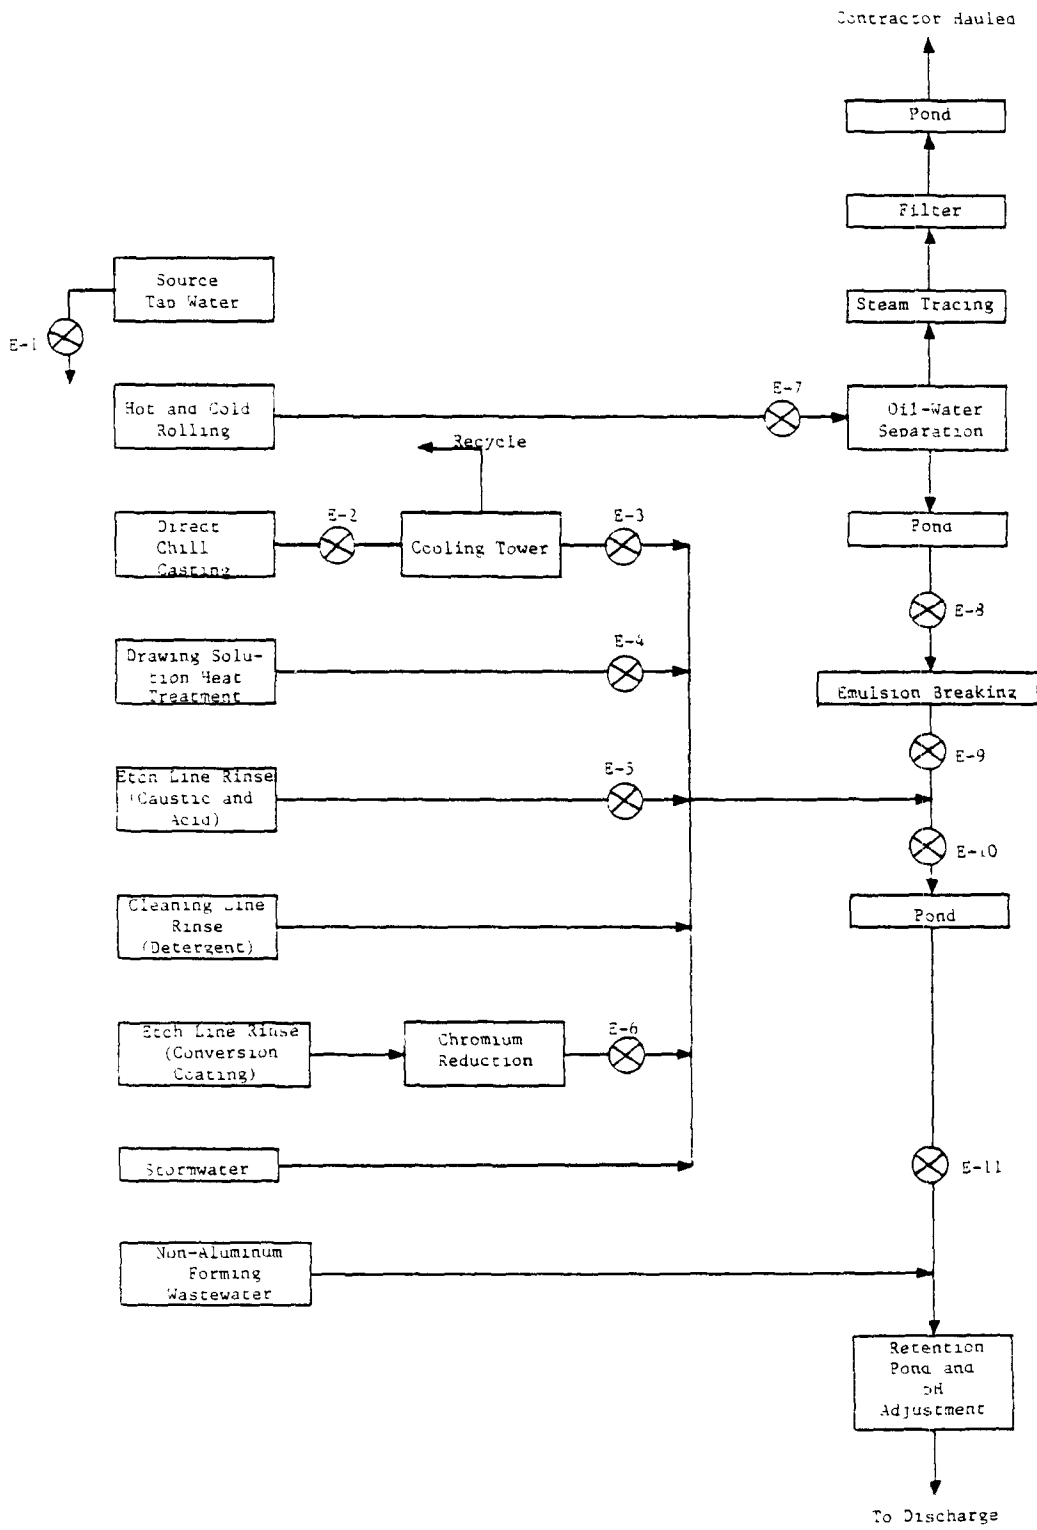 Contractor Hauled
Pond
Filter
Steam Tracing
Source
Tap Water
E-1
Hot and Cold
Rolling
E-7
Oil-Water
Separation
Recycle
Direct
Chill
Casting
E-2
Cooling Tower
E-3
Pond
E-8
Drawing Solu-
tion Heat
Treatment
E-4
Emulsion Breaking
E-9
Etch Line Rinse
(Caustic and
Acid)
E-5
E-10
Cleaning Line
Rinse
(Detergent)
Pond
Etch Line Rinse
(Conversion
Coating)
Chromium
Reduction
E-6
Stormwater
E-11
Non-Aluminum
Forming
Wastewater
Retention
Pond and
pH
Adjustment
To Discharge